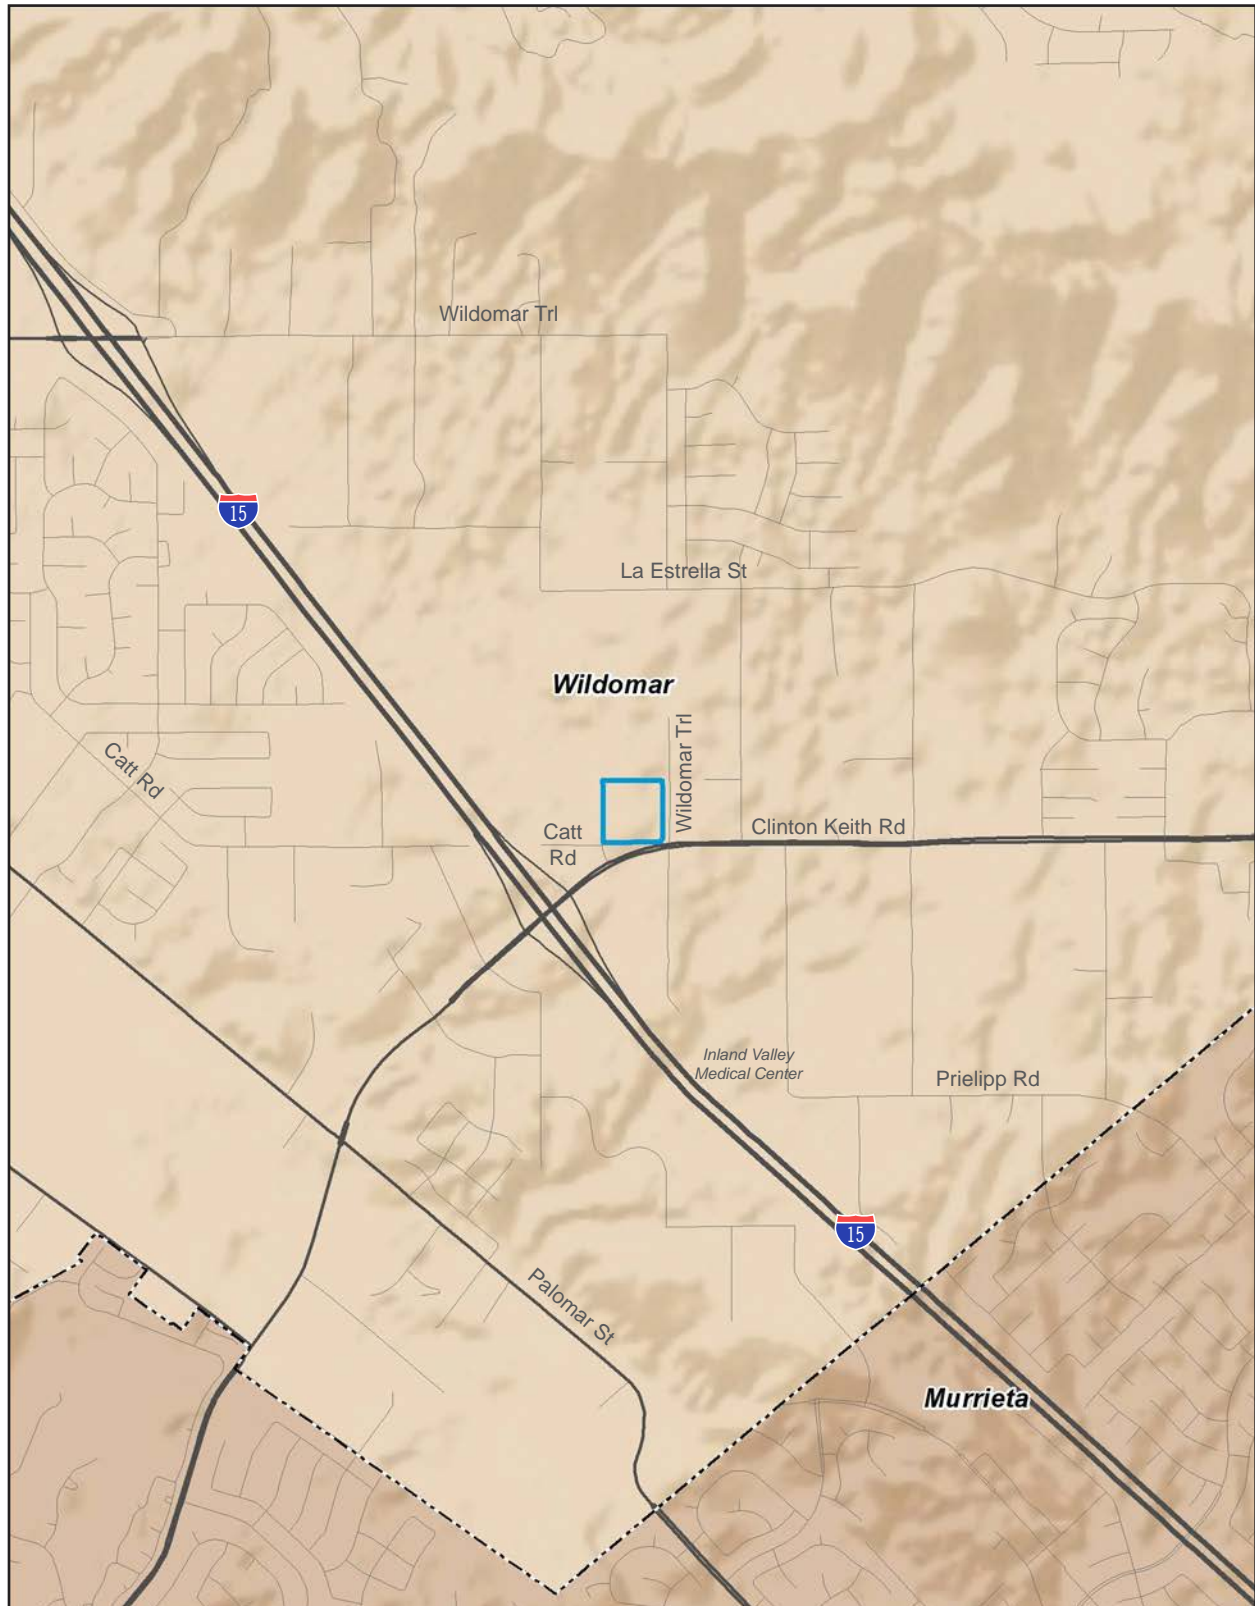 Wildomar Trl
15
La Estrella St
Wildomar
Wildomar Trl
Catt Rd
Catt
Rd
Clinton Keith Rd
Inland Valley
Medical Center
Prielipp Rd
15
Palomar St
Murrieta